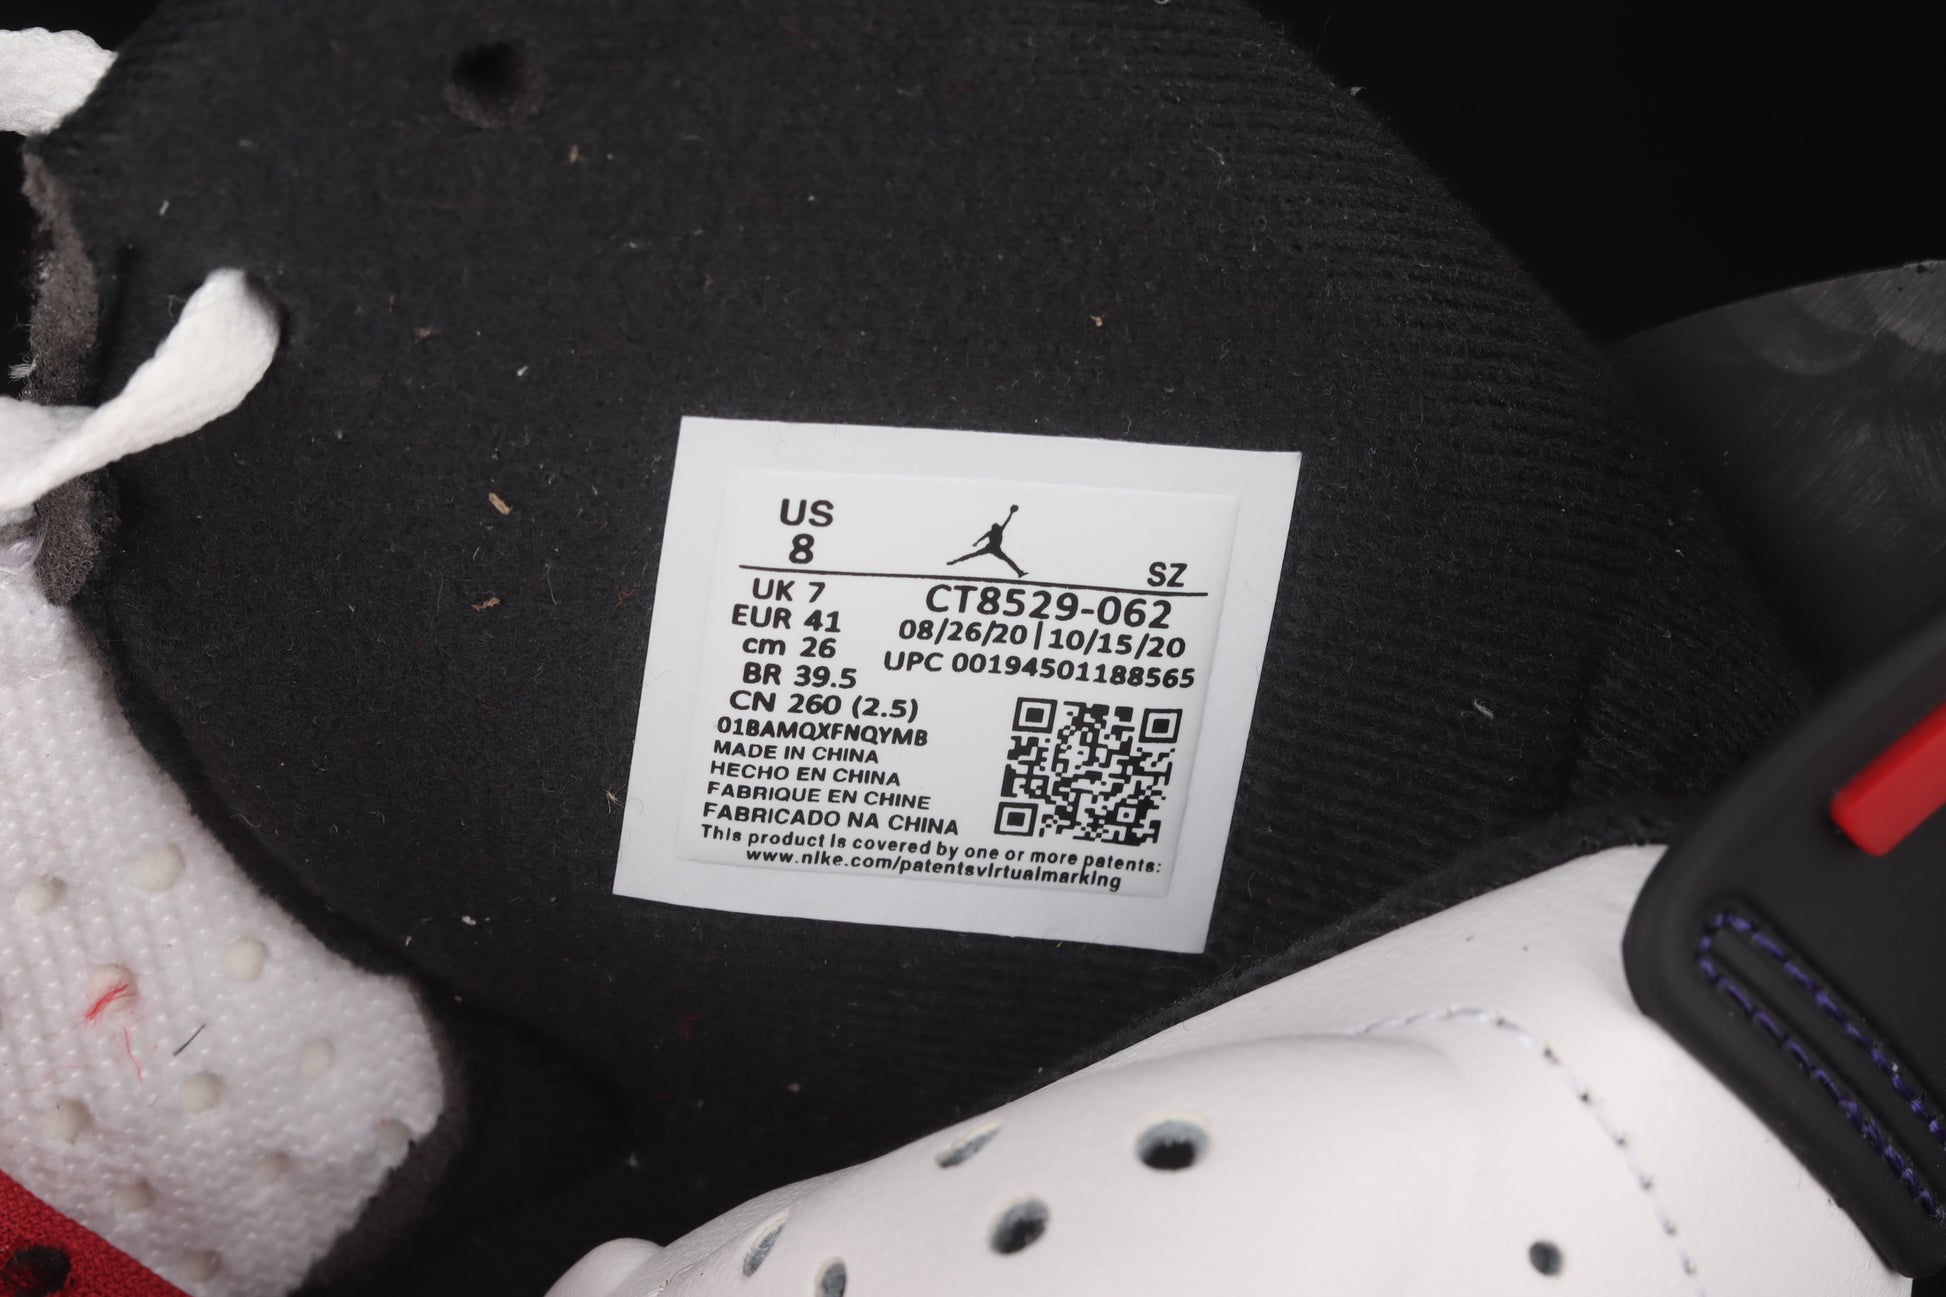 US
8
SZ
UK 7
EUR 41
cm 26
BR 39.5
CN 260 (2.5)
CT8529-062
08/26/20|10/15/20
UPC 00194501188565
01BAMQXFNQYMB
MADE IN CHINA
HECHO EN CHINA
FABRIQUE EN CHINE
FABRICADO NA CHINA
This product is covered by one or more patents:
www.nike.com/patentsvirtualmarking